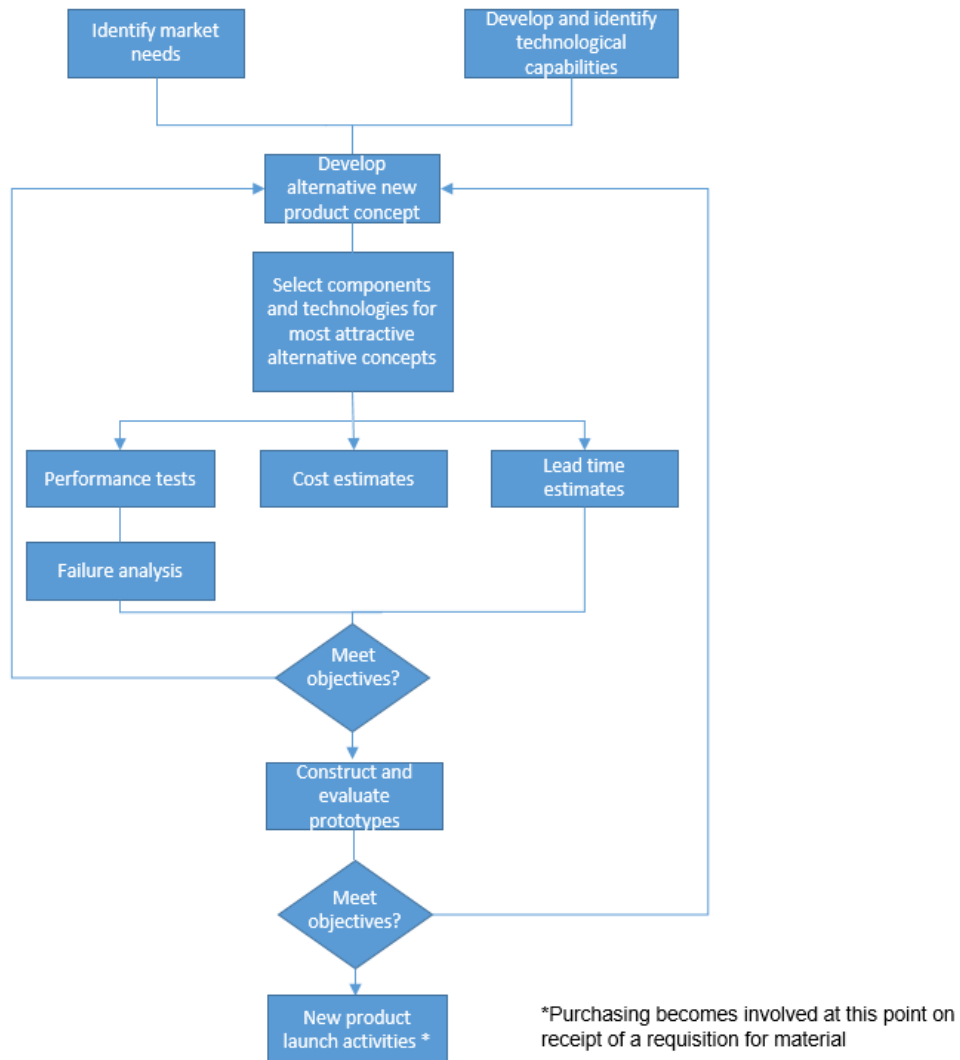 Identify market
needs
Develop and identify
technological
capabilities
Develop
alternative new
product concept
Select components
and technologies for
most attractive
alternative concepts
Performance tests
Cost estimates
Lead time
estimates
Failure analysis
Meet
objectives?
Construct and
evaluate
prototypes
Meet
objectives?
New product
launch activities *
*Purchasing becomes involved at this point on
receipt of a requisition for material